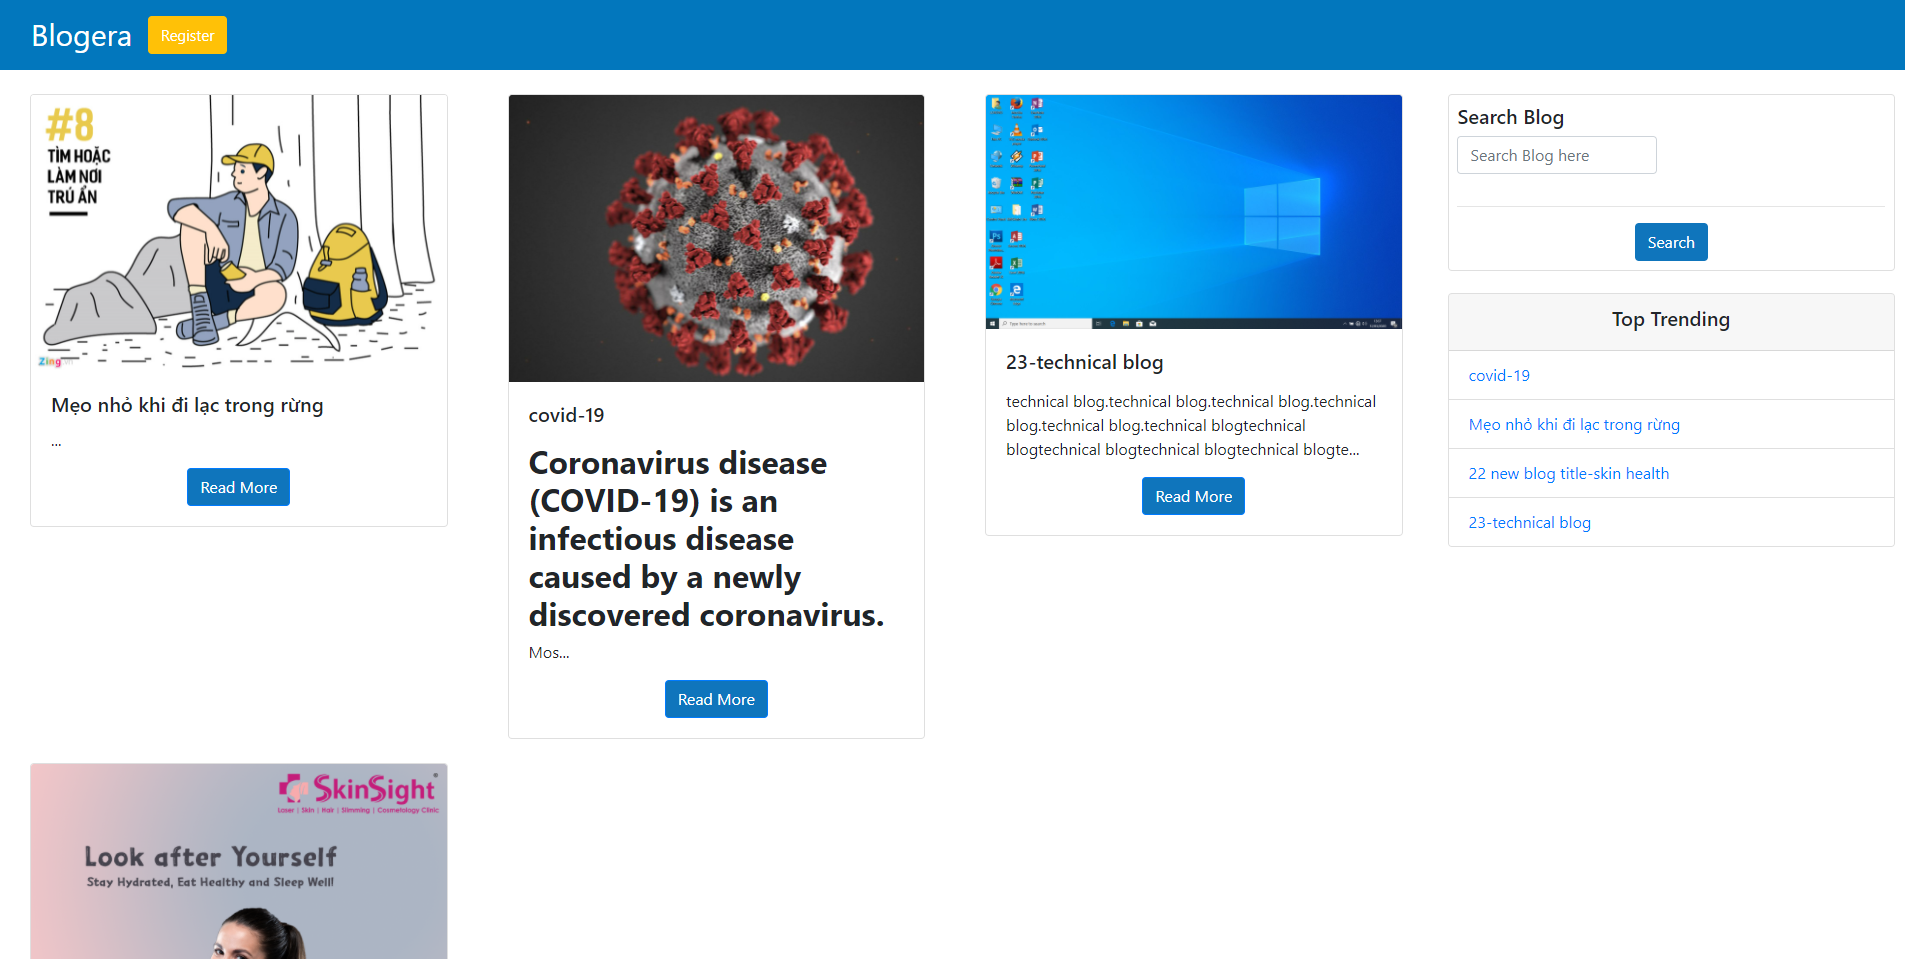 Blogera
Register
#8
TÌM HOẶC
LÀM NƠI
TRÚ ẨN
Zing.vn
Mẹo nhỏ khi đi lạc trong rừng
...
Read More
covid-19
Coronavirus disease
(COVID-19) is an
infectious disease
caused by a newly
discovered coronavirus.
Mos...
Read More
Type here to search
23-technical blog
technical blog.technical blog.technical blog.technical
blog.technical blog.technical blogtechnical
blogtechnical blogtechnical blogtechnical blogte...
Read More
Search Blog
Search Blog here
Search
Top Trending
covid-19
Mẹo nhỏ khi đi lạc trong rừng
22 new blog title-skin health
23-technical blog
SkinSight
Laser | Skin | Hair | Slimming | Cosmetology Clinic
Look after Yourself
Stay Hydrated, Eat Healthy and Sleep Well!